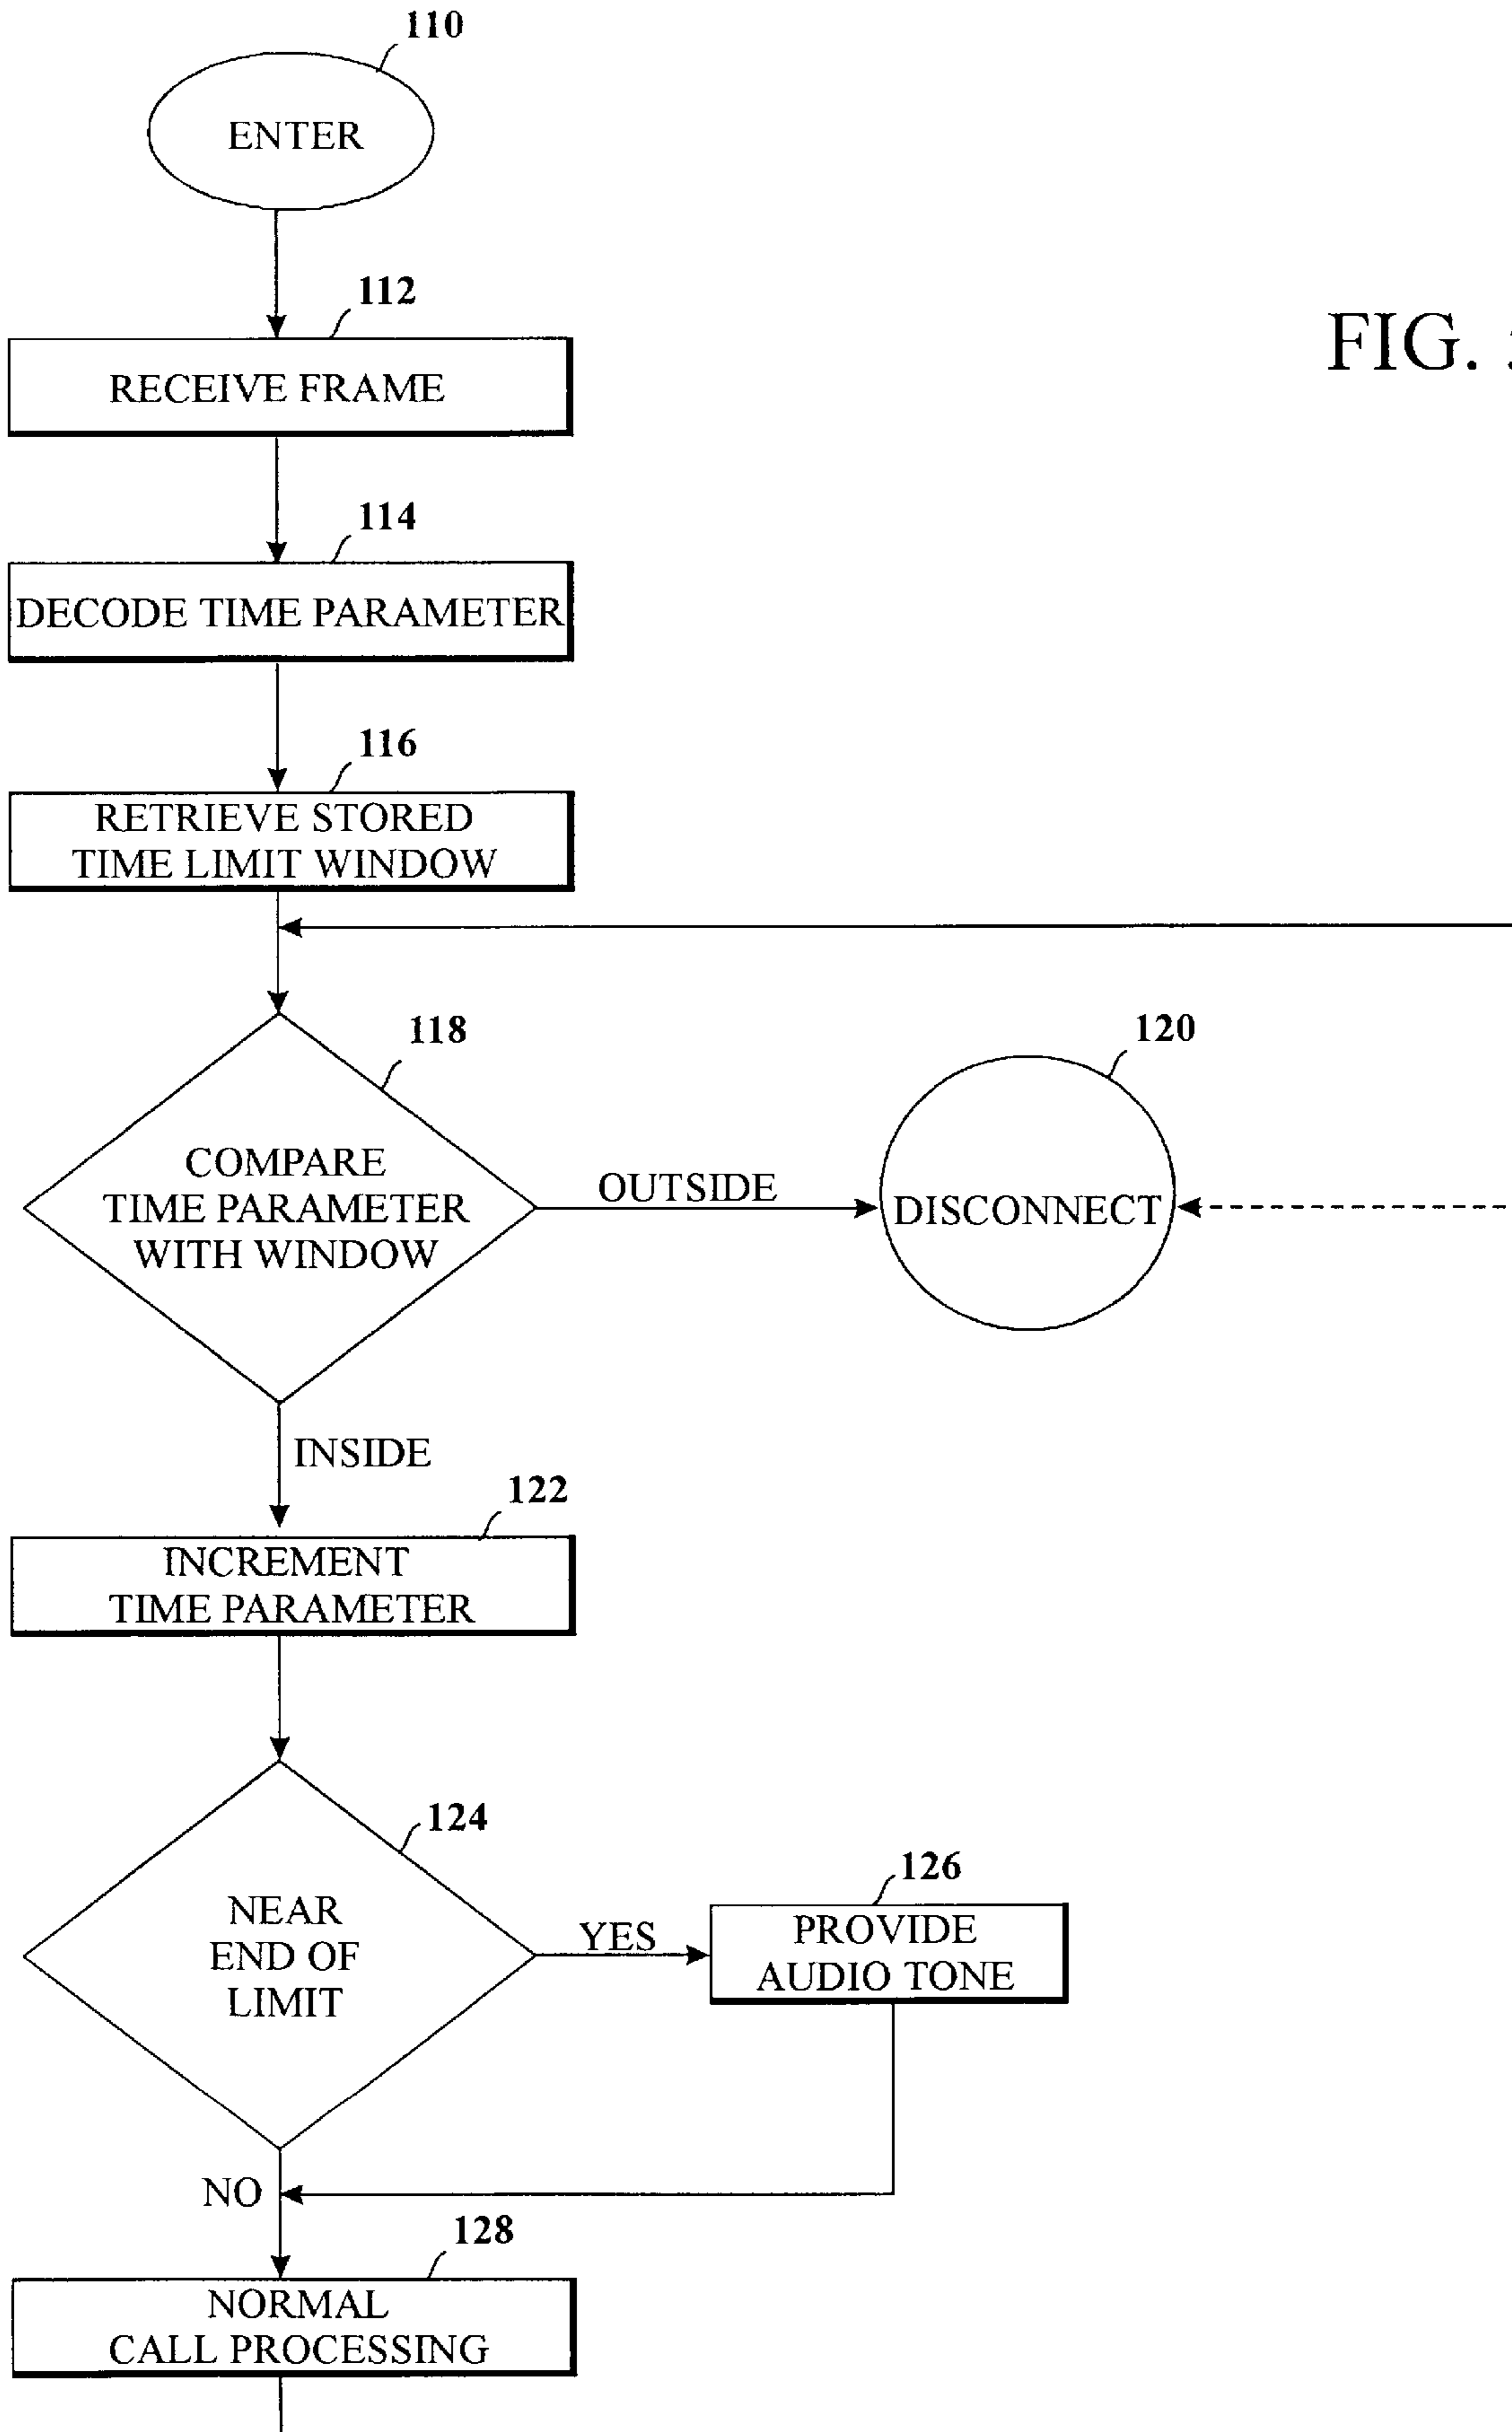 110
ENTER
112
RECEIVE FRAME
FIG.
114
DECODE TIME PARAMETER
116
RETRIEVE STORED
TIME LIMIT WINDOW
118
COMPARE
TIME PARAMETER
WITH WINDOW
OUTSIDE
120
DISCONNECT
INSIDE
122
INCREMENT
TIME PARAMETER
124
NEAR
END OF
LIMIT
YES
126
PROVIDE
AUDIO TONE
NO
128
NORMAL
CALL PROCESSING